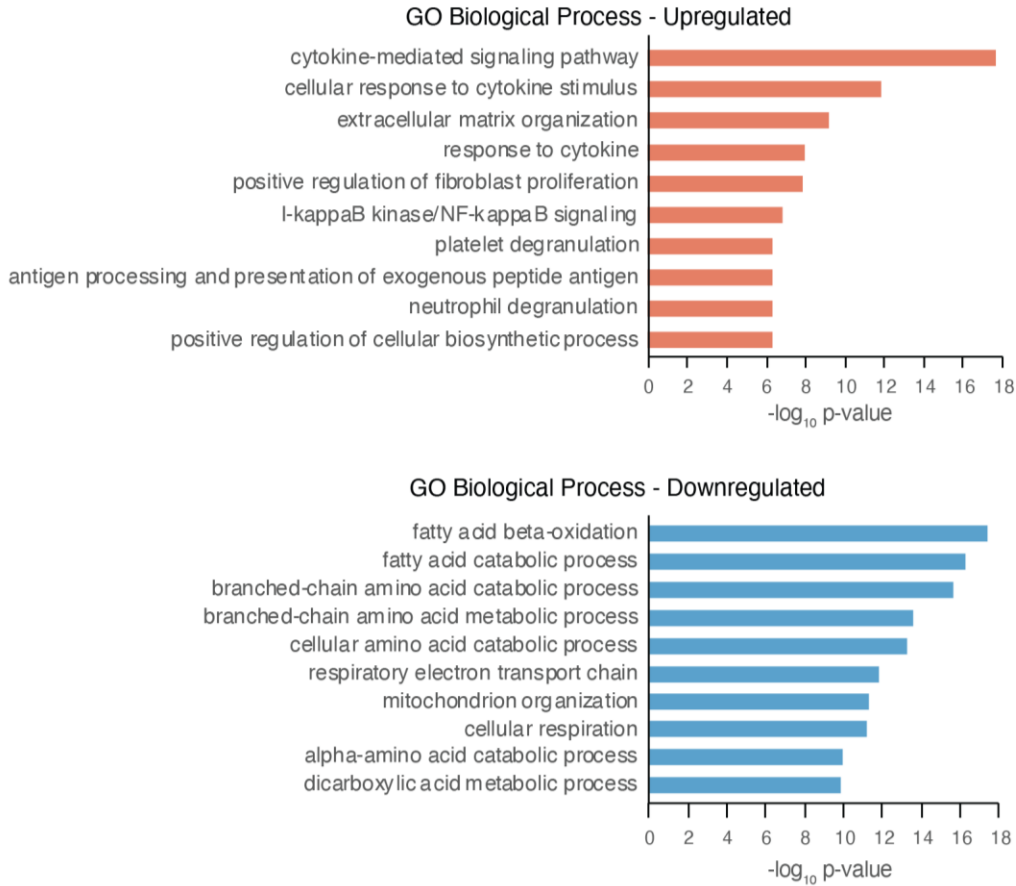 GO Biological Process - Upregulated
cytokine-mediated signaling pathway
cellular response to cytokine stimulus
extracellular matrix organization
response to cytokine
positive regulation of fibroblast proliferation
I-kappaB kinase/NF-kappaB signaling
platelet degranulation
antigen processing and presentation of exogenous peptide antigen
neutrophil degranulation
positive regulation of cellular biosynthetic process
0 2 4 6 8 10 12 14 16 18
-log10 p-value
GO Biological Process - Downregulated
fatty acid beta-oxidation
fatty acid catabolic process
branched-chain amino acid catabolic process
branched-chain amino acid metabolic process
cellular amino acid catabolic process
respiratory electron transport chain
mitochondrion organization
cellular respiration
alpha-amino acid catabolic process
dicarboxylic acid metabolic process
0 2 4 6 8 10 12 14 16 18
-log10 p-value